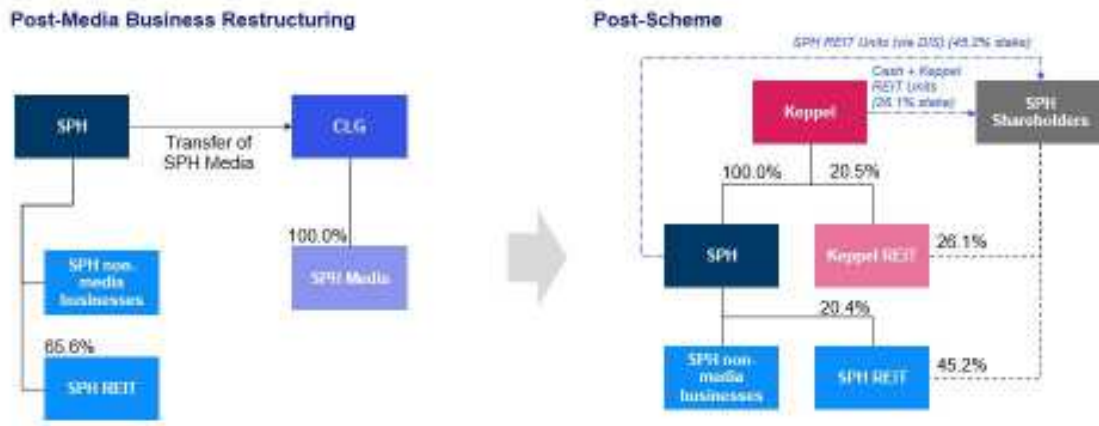 Post-Media Business Restructuring
SPH
Transfer of
SPH Media
CLG
100.0%
SPH Media
SPH non-
media
businesses
65.6%
SPH REIT
Post-Scheme
SPH REIT Units (via DIS) (45.2% stake)
Cash + Keppel
REIT Units
(26.1% stake)
Keppel
SPH
Shareholders
100.0%
20.5%
SPH
Keppel REIT
26.1%
20.4%
SPH non-
media
businesses
SPH REIT
45.2%